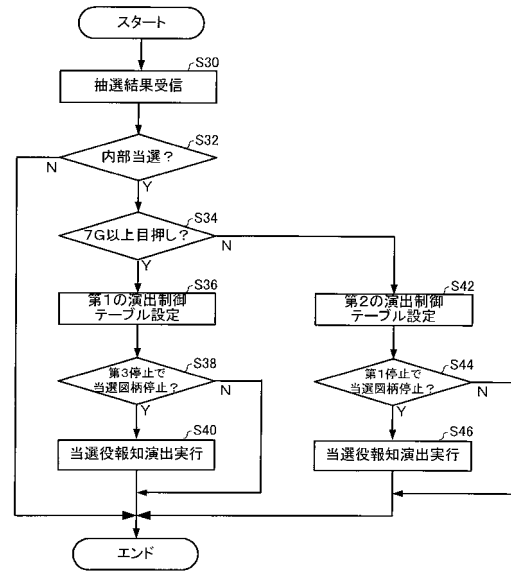 スタート
S30
抽選結果受信
S32
内部当選？
N
Y
S34
7G以上目押し？
N
Y
S36
第1の演出制御
テーブル設定
S42
第2の演出制御
テーブル設定
S38
第3停止で
当選図柄停止？
N
Y
S44
第1停止で
当選図柄停止？
N
Y
S40
当選役報知演出実行
S46
当選役報知演出実行
エンド